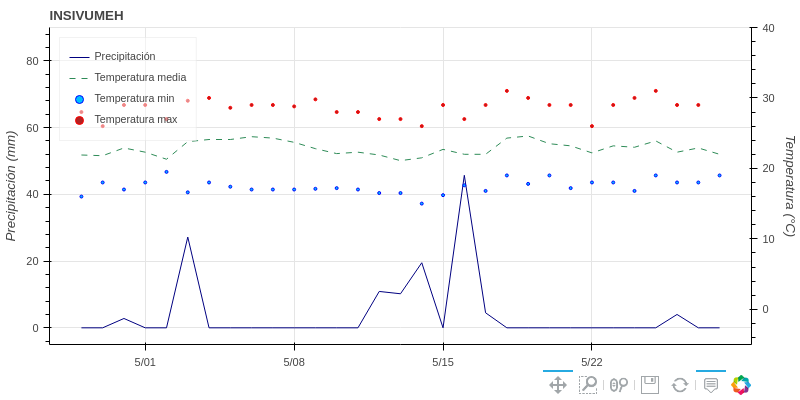 INSIVUMEH
Precipitación
Temperatura media
Temperatura min
Temperatura max
Precipitación (mm)
80
60
40
20
0
Temperatura (°C)
40
30
20
10
0
5/01
5/08
5/15
5/22